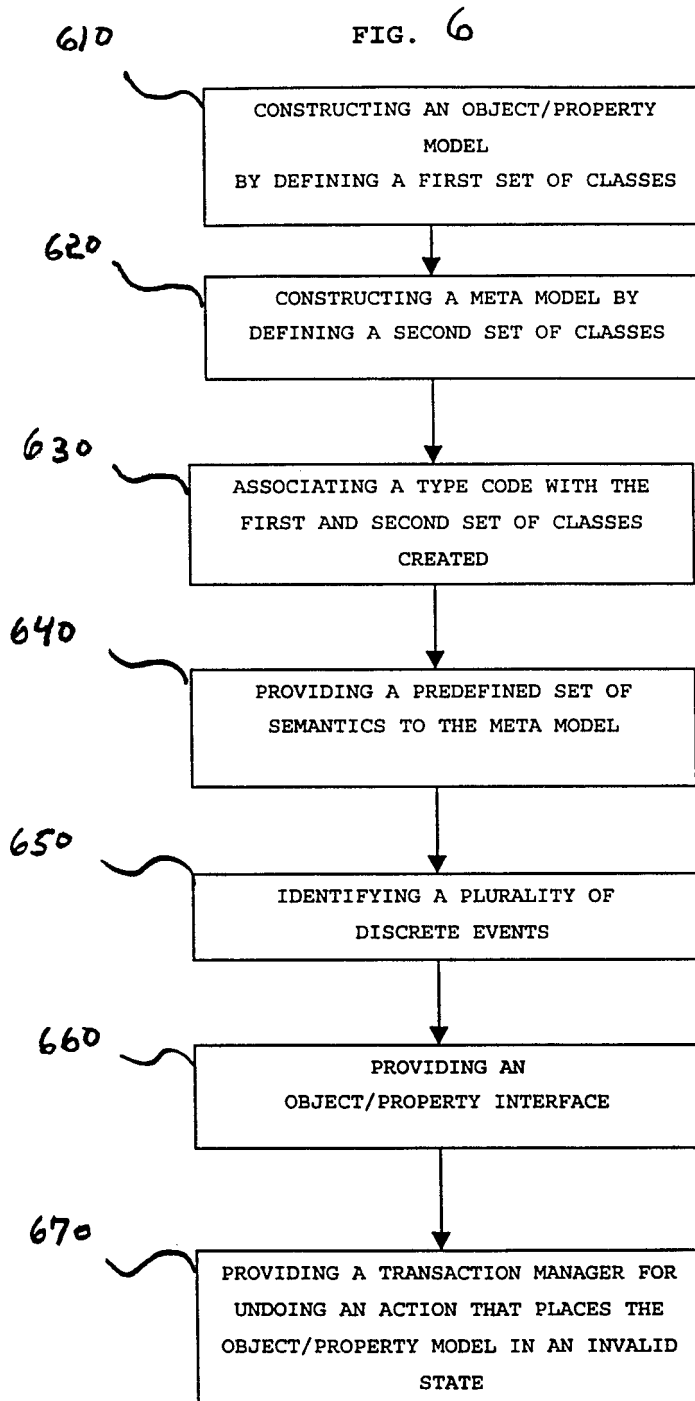 610
FIG. 6
CONSTRUCTING AN OBJECT/PROPERTY
MODEL
BY DEFINING A FIRST SET OF CLASSES
620
CONSTRUCTING A META MODEL BY
DEFINING A SECOND SET OF CLASSES
630
ASSOCIATING A TYPE CODE WITH THE
FIRST AND SECOND SET OF CLASSES
CREATED
640
PROVIDING A PREDEFINED SET OF
SEMANTICS TO THE META MODEL
650
IDENTIFYING A PLURALITY OF
DISCRETE EVENTS
660
PROVIDING AN
OBJECT/PROPERTY INTERFACE
670
PROVIDING A TRANSACTION MANAGER FOR
UNDOING AN ACTION THAT PLACES THE
OBJECT/PROPERTY MODEL IN AN INVALID
STATE